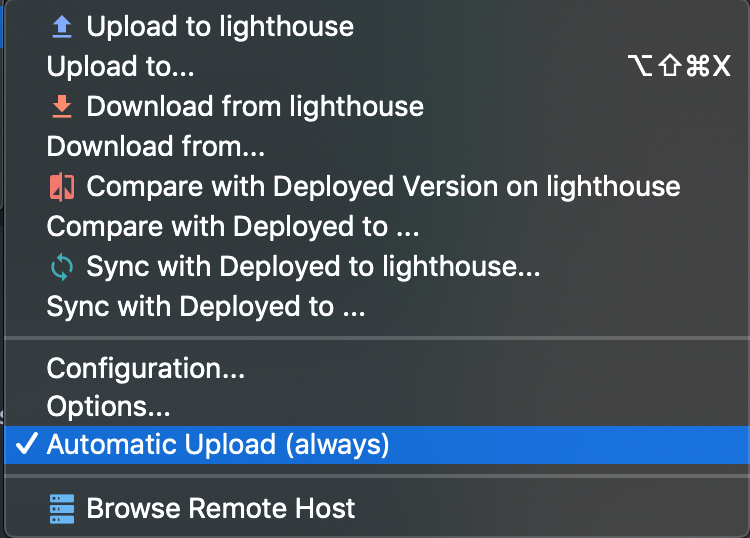 Upload to lighthouse
Upload to... ⌥⇧⌘X
Download from lighthouse
Download from...
Compare with Deployed Version on lighthouse
Compare with Deployed to ...
Sync with Deployed to lighthouse...
Sync with Deployed to ...
Configuration...
Options...
✓ Automatic Upload (always)
Browse Remote Host